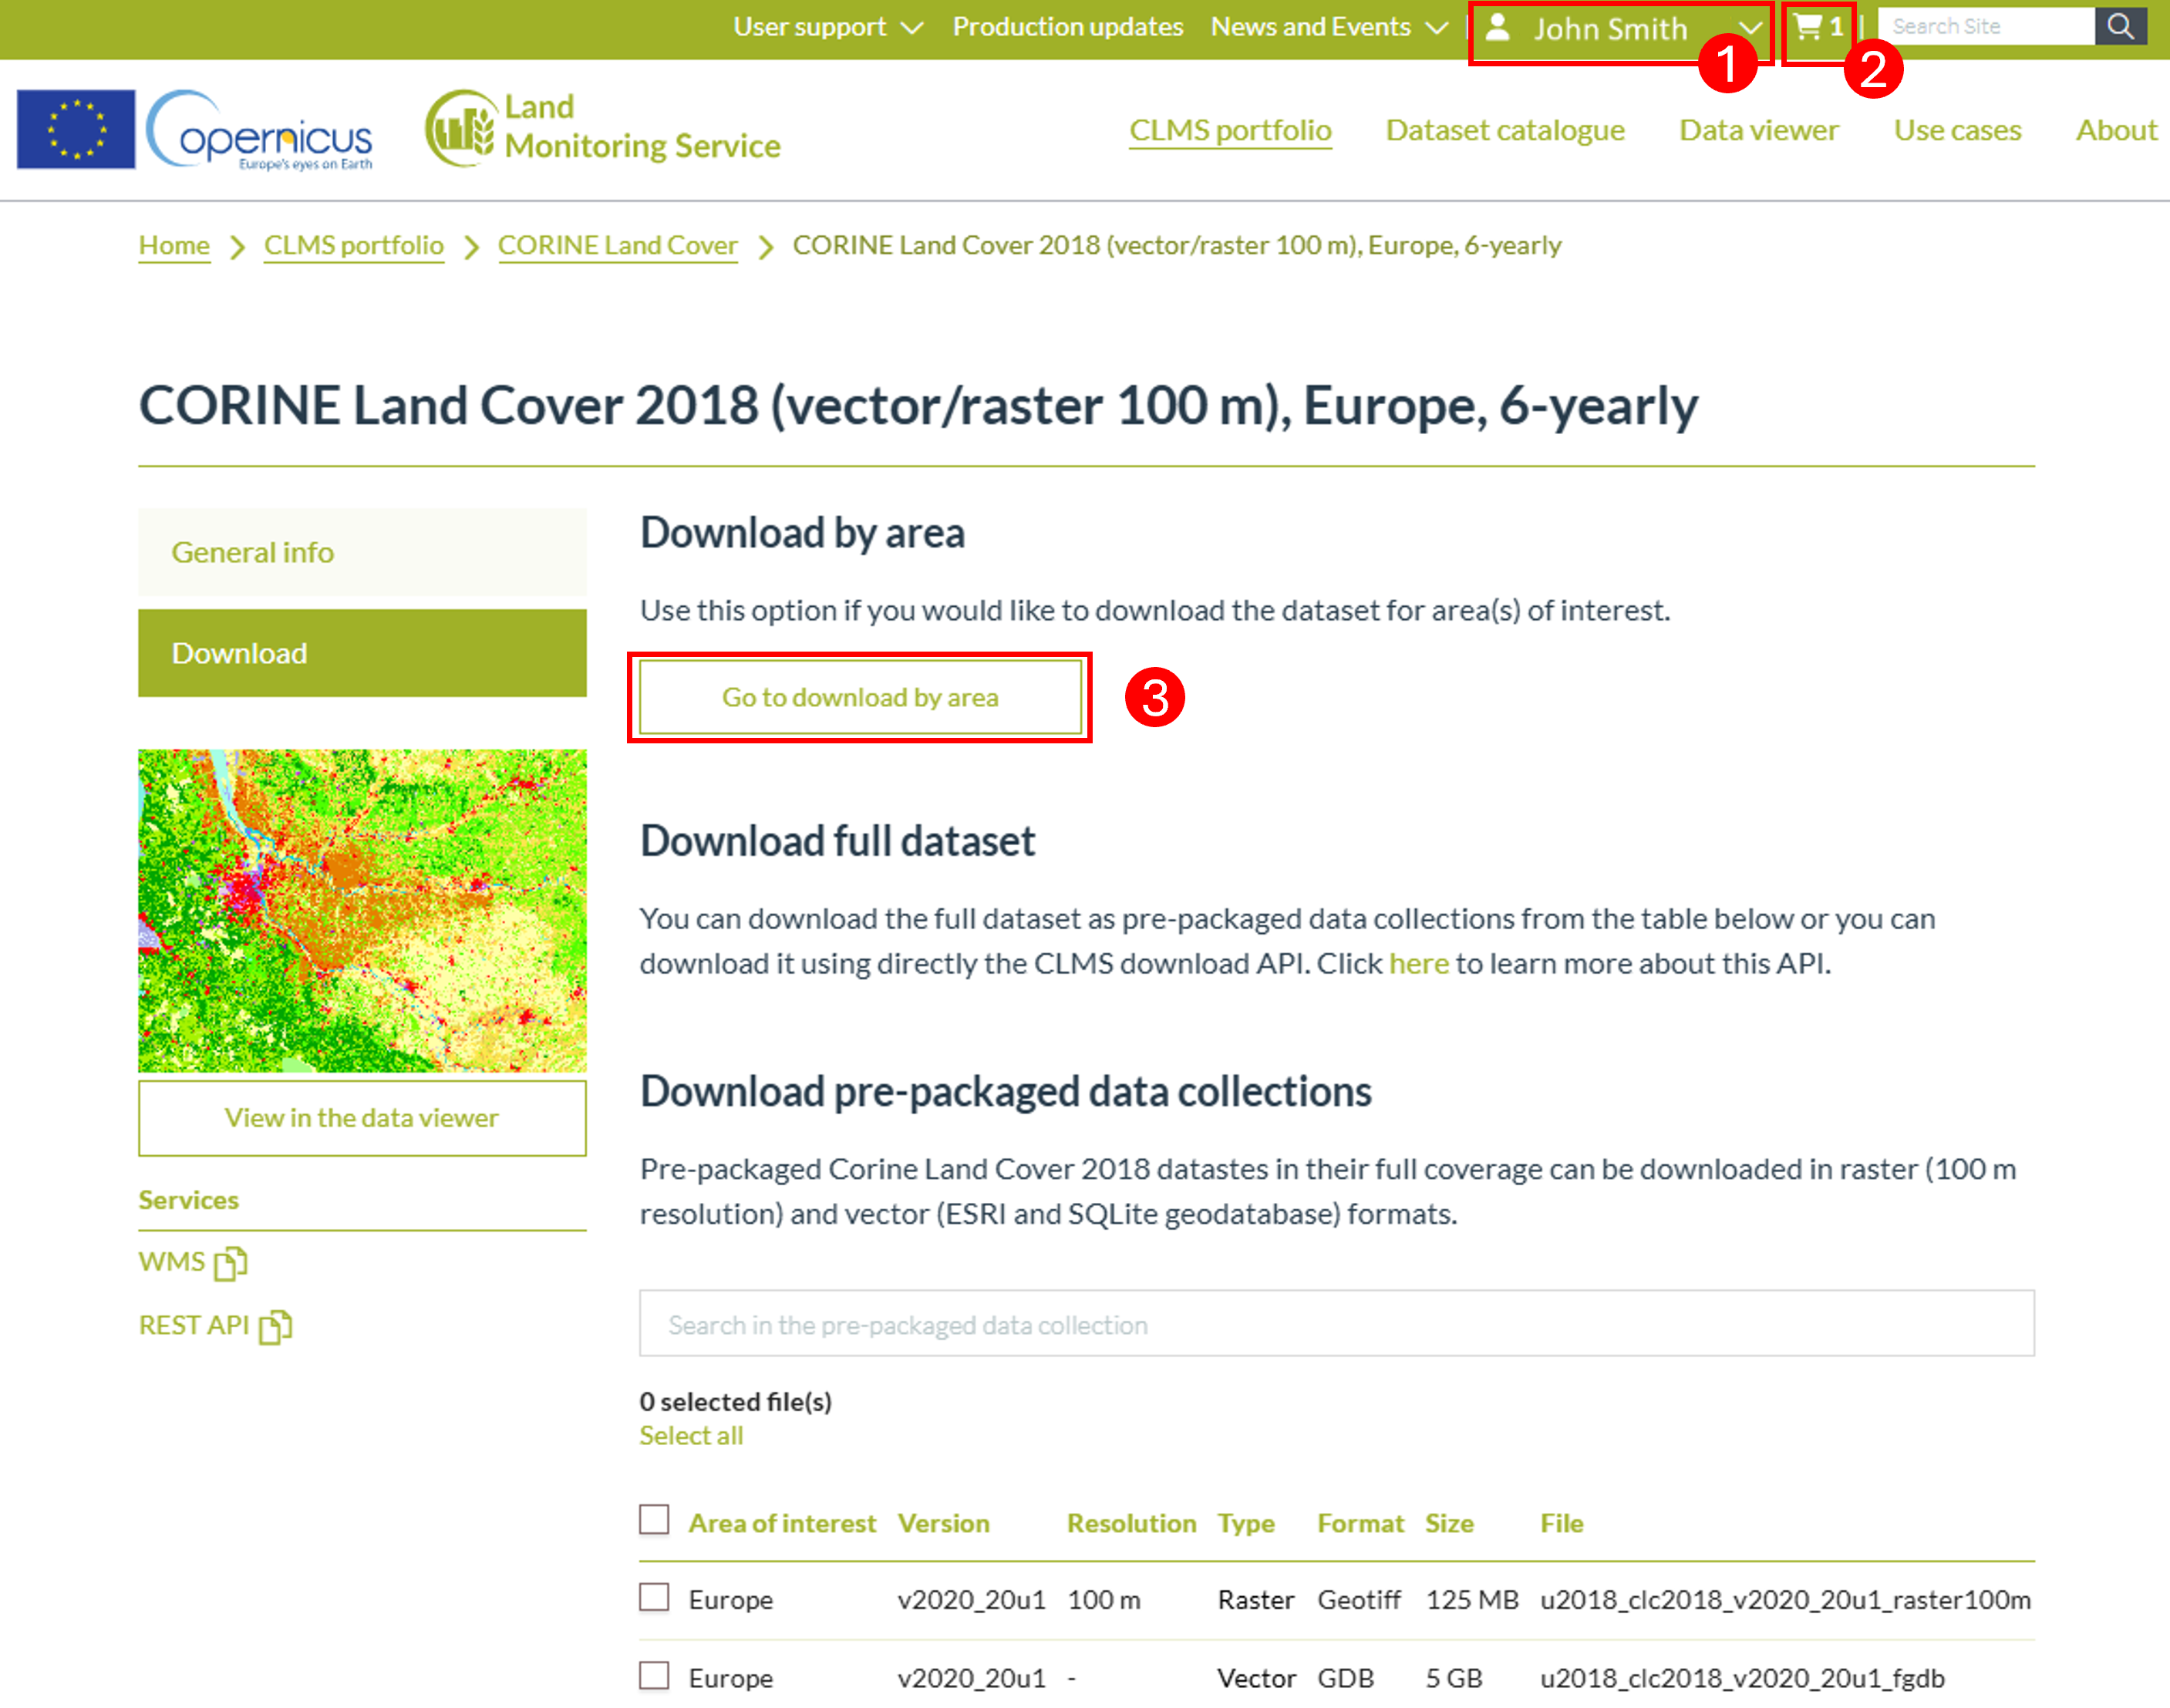 User support Production updates News and Events John Smith 1 Search Site
1 2
opernicus
Europe's eyes on Earth
Land
Monitoring Service
CLMS portfolio Dataset catalogue Data viewer Use cases About
Home CLMS portfolio CORINE Land Cover CORINE Land Cover 2018 (vector/raster 100 m), Europe, 6-yearly
CORINE Land Cover 2018 (vector/raster 100 m), Europe, 6-yearly
General info
Download
View in the data viewer
Services
WMS
REST API
Download by area
Use this option if you would like to download the dataset for area(s) of interest.
Go to download by area 3
Download full dataset
You can download the full dataset as pre-packaged data collections from the table below or you can
download it using directly the CLMS download API. Click here to learn more about this API.
Download pre-packaged data collections
Pre-packaged Corine Land Cover 2018 datastes in their full coverage can be downloaded in raster (100 m
resolution) and vector (ESRI and SQLite geodatabase) formats.
Search in the pre-packaged data collection
0 selected file(s)
Select all
Area of interest Version Resolution Type Format Size File
Europe v2020_20u1 100 m Raster Geotiff 125 MB u2018_clc2018_v2020_20u1_raster100m
Europe v2020_20u1 - Vector GDB 5 GB u2018_clc2018_v2020_20u1_fgdb